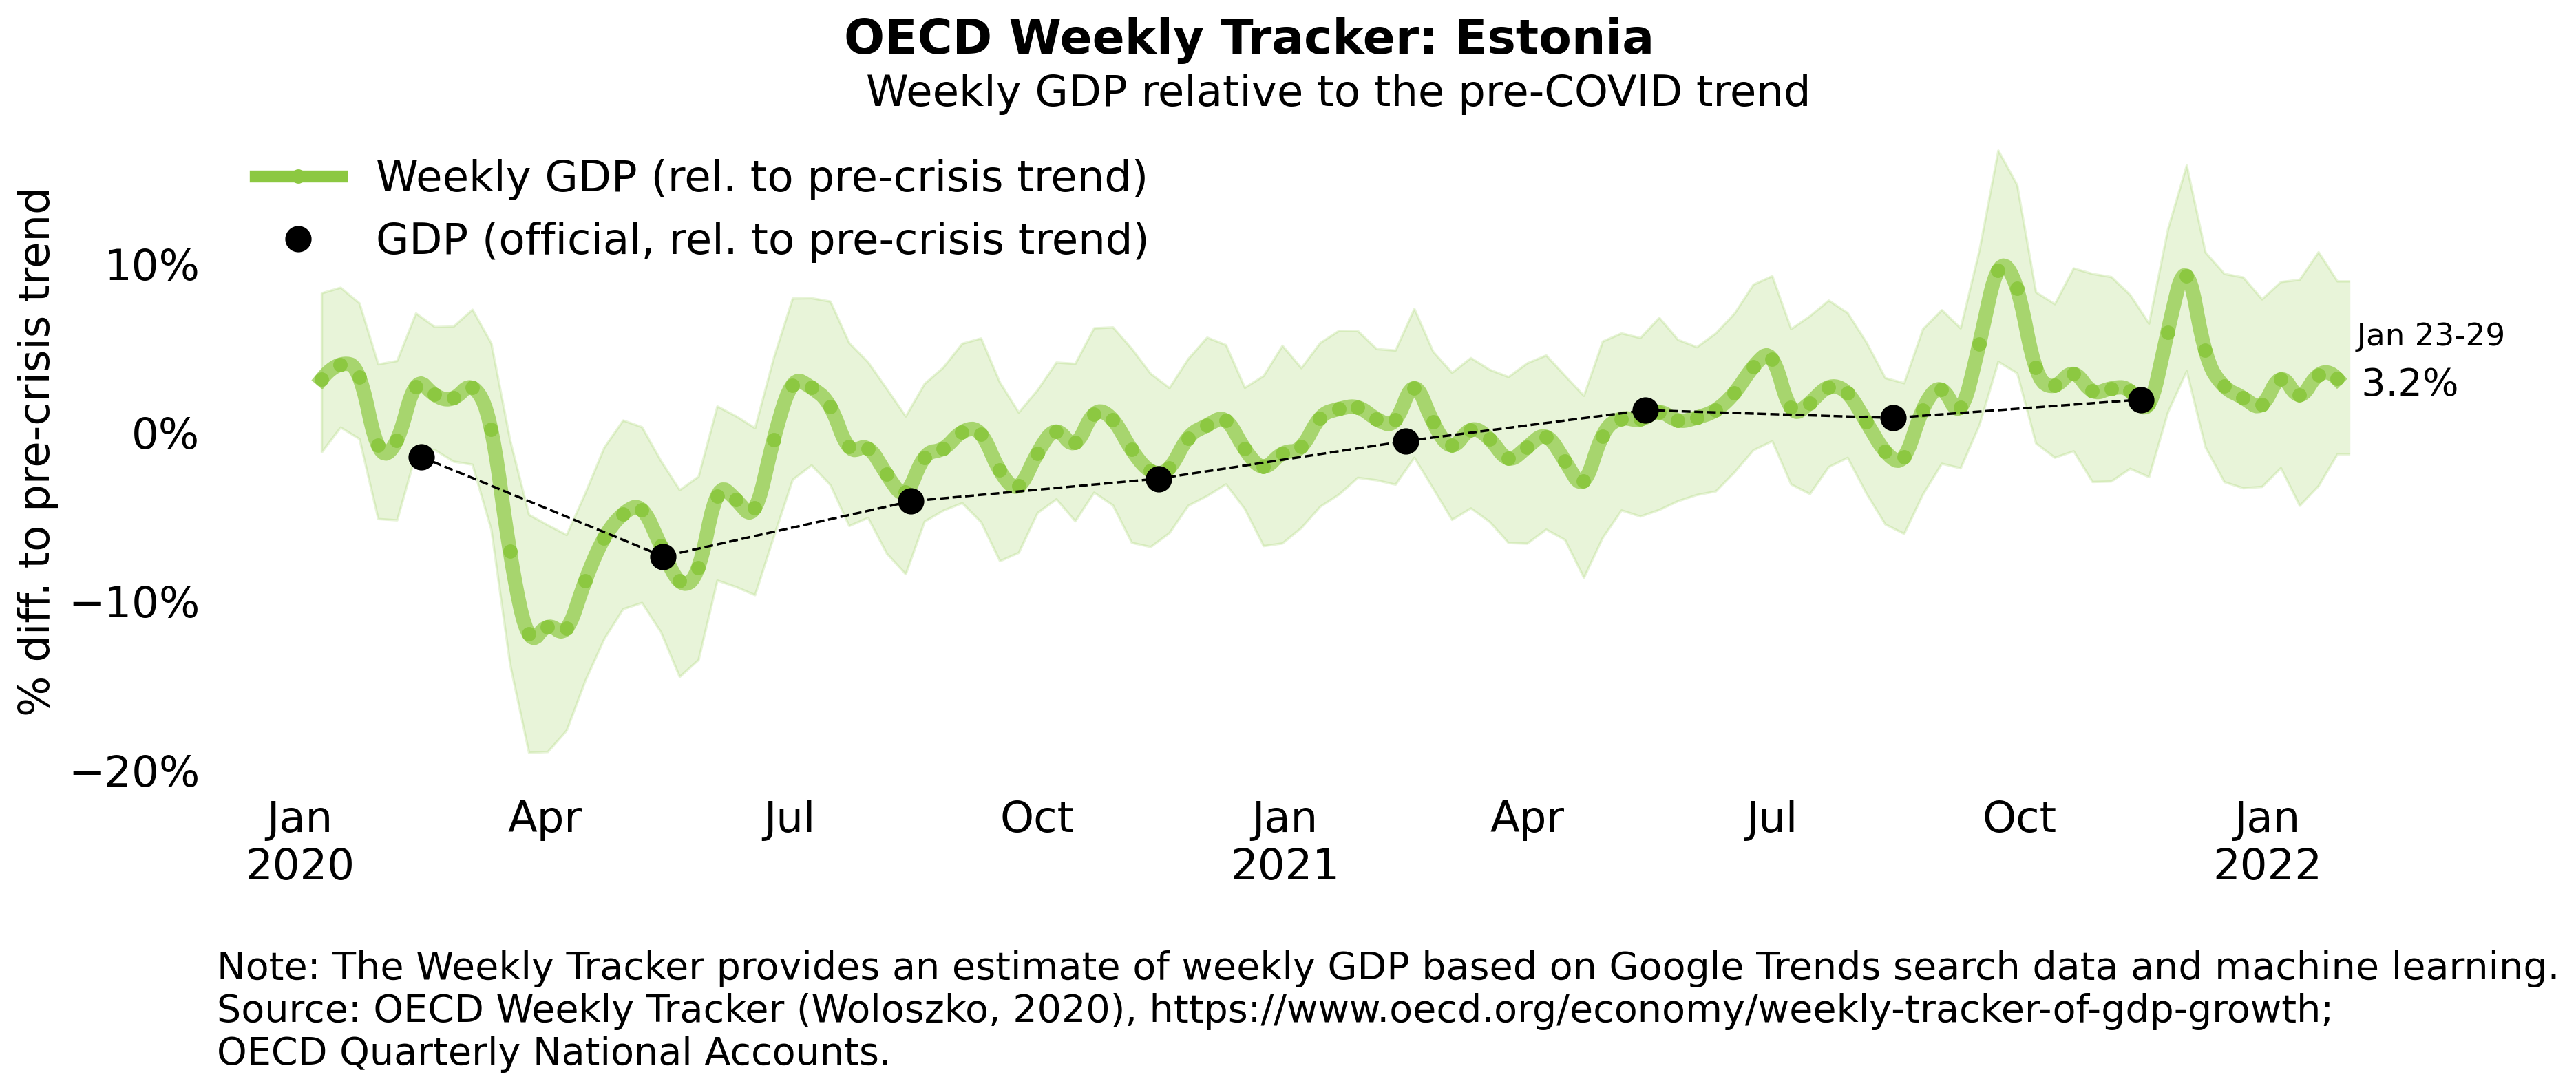 OECD Weekly Tracker: Estonia
Weekly GDP relative to the pre-COVID trend
Weekly GDP (rel. to pre-crisis trend)
GDP (official, rel. to pre-crisis trend)
% diff. to pre-crisis trend
10%
0%
−10%
−20%
Jan 23-29
3.2%
Jan Apr Jul Oct Jan Apr Jul Oct Jan
2020 2021 2022
Note: The Weekly Tracker provides an estimate of weekly GDP based on Google Trends search data and machine learning.
Source: OECD Weekly Tracker (Woloszko, 2020), https://www.oecd.org/economy/weekly-tracker-of-gdp-growth;
OECD Quarterly National Accounts.